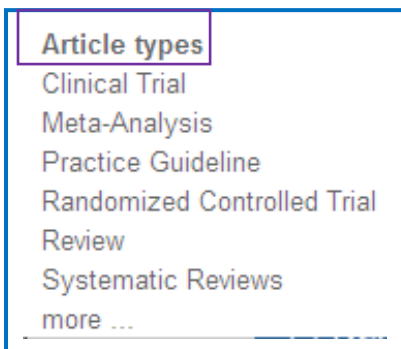 Article types
Clinical Trial
Meta-Analysis
Practice Guideline
Randomized Controlled Trial
Review
Systematic Reviews
more ...